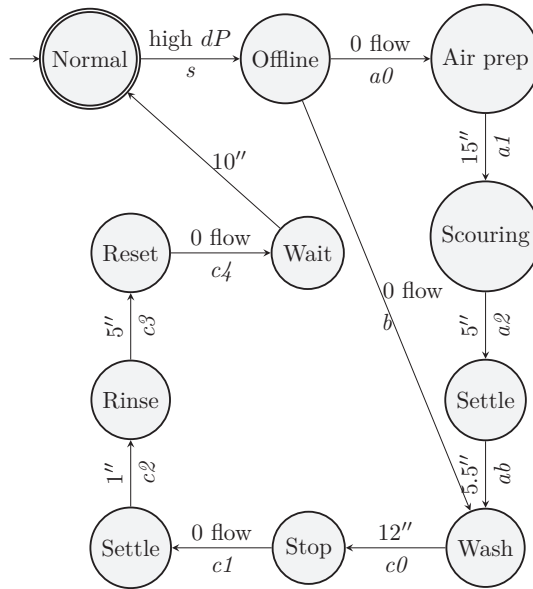 Normal
high dP
s
Offline
0 flow
a0
Air prep
15″
a1
Scouring
5″
a2
Settle
5.5″
ab
Wash
0 flow
b
12″
c0
Stop
0 flow
c1
Settle
1″
c2
Rinse
5″
c3
Reset
0 flow
c4
Wait
10″